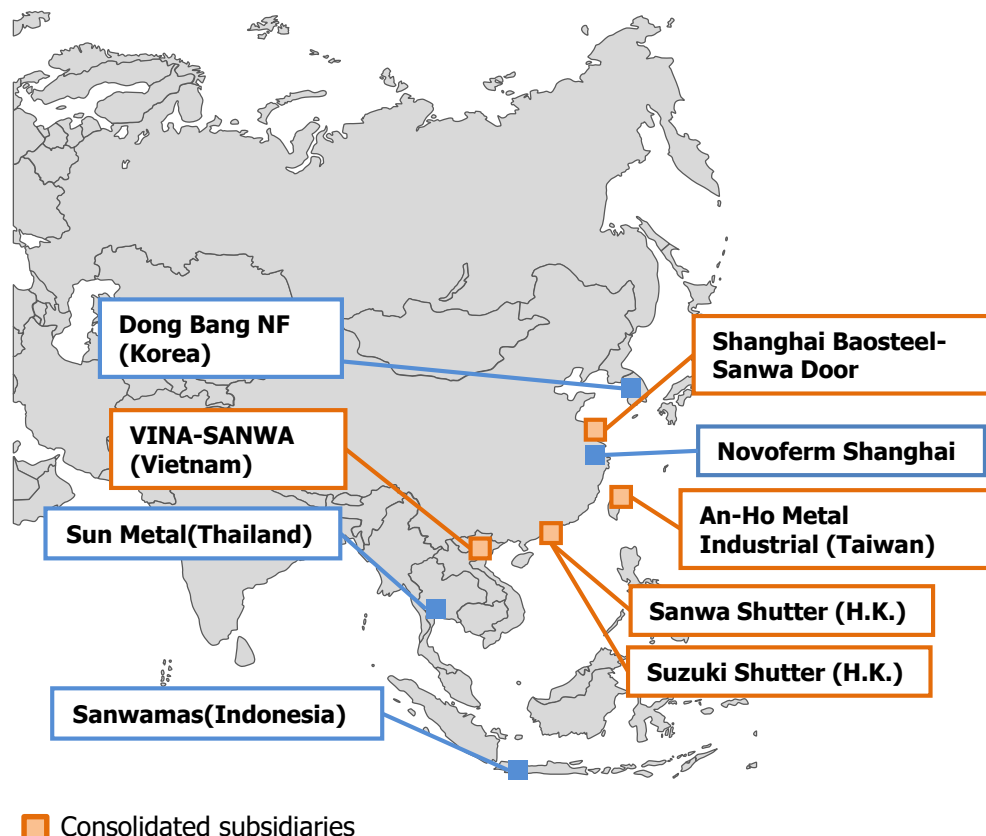 Dong Bang NF
(Korea)
Shanghai Baosteel-
Sanwa Door
VINA-SANWA
(Vietnam)
Novoferm Shanghai
Sun Metal(Thailand)
An-Ho Metal
Industrial (Taiwan)
Sanwa Shutter (H.K.)
Suzuki Shutter (H.K.)
Sanwamas(Indonesia)
Consolidated subsidiaries